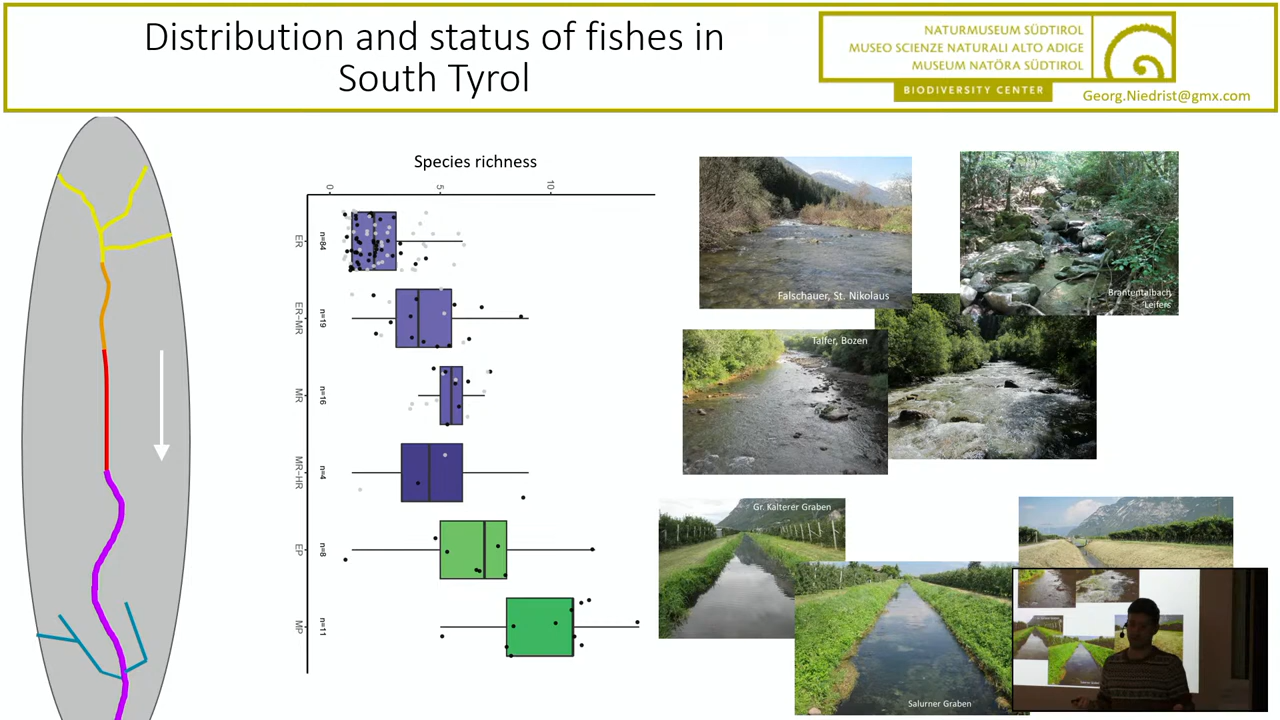 Distribution and status of fishes in
South Tyrol
NATURMUSEUM SÜDTIROL
MUSEO SCIENZE NATURALI ALTO ADIGE
MUSEUM NATÖRA SÜDTIROL
BIODIVERSITY CENTER
Georg.Niedrist@gmx.com
Species richness
0
5
10
n=84
ER
n=19
ER-MR
n=16
MR
n=4
MR-HR
n=8
EP
n=11
MP
Falschauer, St. Nikolaus
Brantentalbach
Leifers
Talfer, Bozen
Gr. Kalterer Graben
Salurner Graben